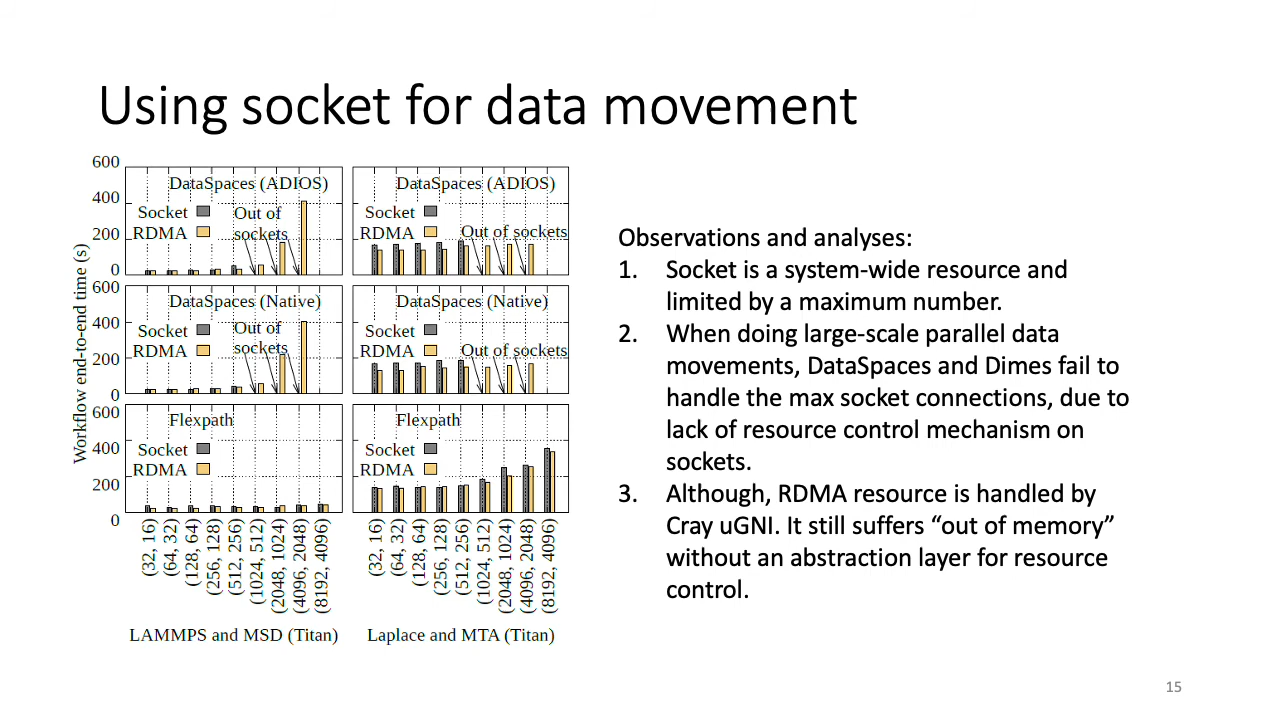 Using socket for data movement
Workflow end-to-end time (s)
600
400
200
0
DataSpaces (ADIOS)
Socket
RDMA
Out of
sockets
DataSpaces (ADIOS)
Socket
RDMA
Out of sockets
600
400
200
0
DataSpaces (Native)
Socket
RDMA
Out of
sockets
DataSpaces (Native)
Socket
RDMA
Out of sockets
600
400
200
0
Flexpath
Socket
RDMA
Flexpath
Socket
RDMA
(32, 16)
(64, 32)
(128, 64)
(256, 128)
(512, 256)
(1024, 512)
(2048, 1024)
(4096, 2048)
(8192, 4096)
(32, 16)
(64, 32)
(128, 64)
(256, 128)
(512, 256)
(1024, 512)
(2048, 1024)
(4096, 2048)
(8192, 4096)
LAMMPS and MSD (Titan)
Laplace and MTA (Titan)
Observations and analyses:
1. Socket is a system-wide resource and
limited by a maximum number.
2. When doing large-scale parallel data
movements, DataSpaces and Dimes fail to
handle the max socket connections, due to
lack of resource control mechanism on
sockets.
3. Although, RDMA resource is handled by
Cray uGNI. It still suffers “out of memory”
without an abstraction layer for resource
control.
15